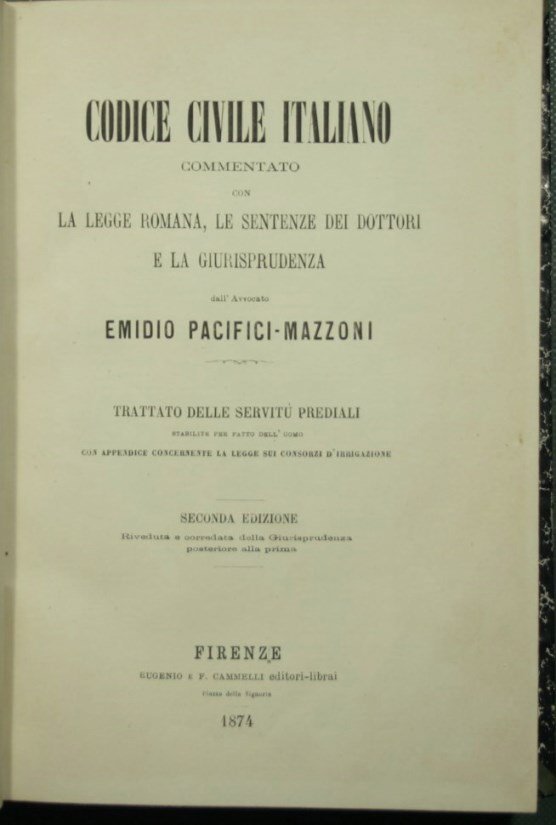 CODICE CIVILE ITALIANO
COMMENTATO
CON
LA LEGGE ROMANA, LE SENTENZE DEI DOTTORI
E LA GIURISPRUDENZA
dall' Avvocato
EMIDIO PACIFICI-MAZZONI
TRATTATO DELLE SERVITÙ PREDIALI
STABILITE PER FATTO DELL' UOMO
CON APPENDICE CONCERNENTE LA LEGGE SUI CONSORZI D'IRRIGAZIONE
SECONDA EDIZIONE
Riveduta e corredata della Giurisprudenza
posteriore alla prima
FIRENZE
EUGENIO E F. CAMMELLI editori-librai
Piazza della Signoria
1874